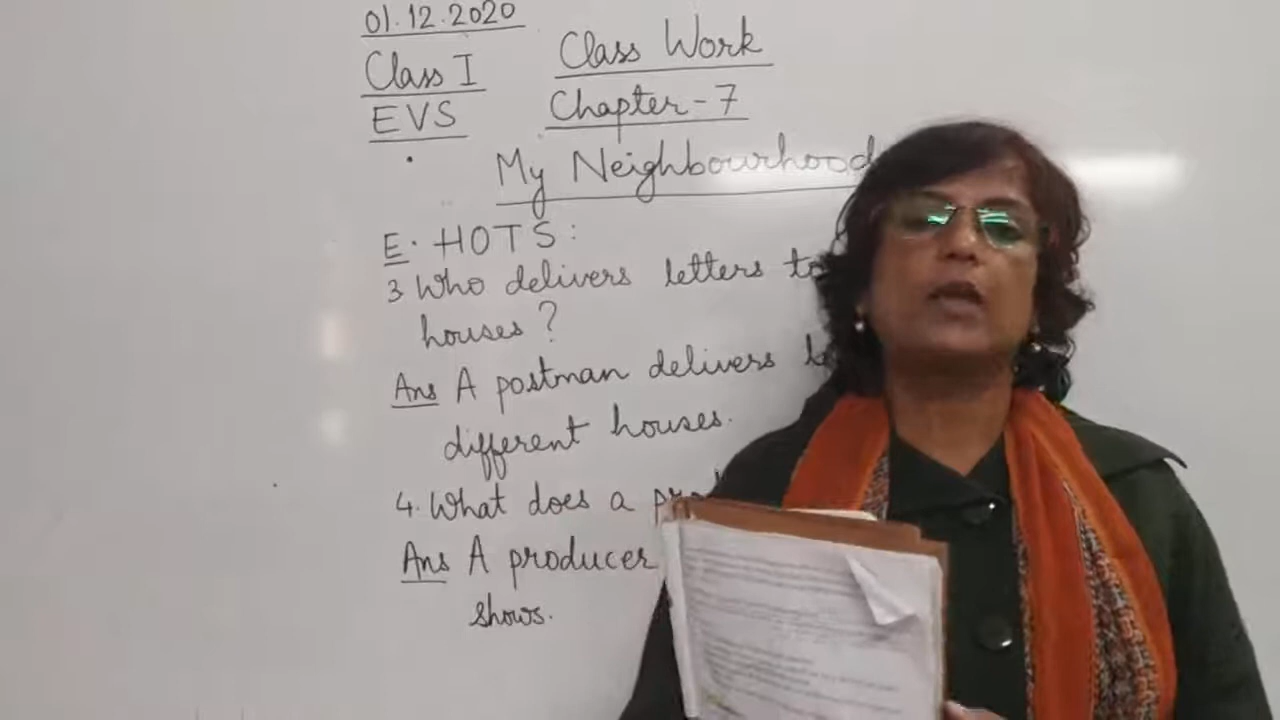 01.12.2020
Class I Class Work
EVS Chapter-7
My Neighbourhood
E. HOTS:
3 Who delivers letters to
houses?
Ans A postman delivers
different houses.
4. What does a
Ans A producer
shows.